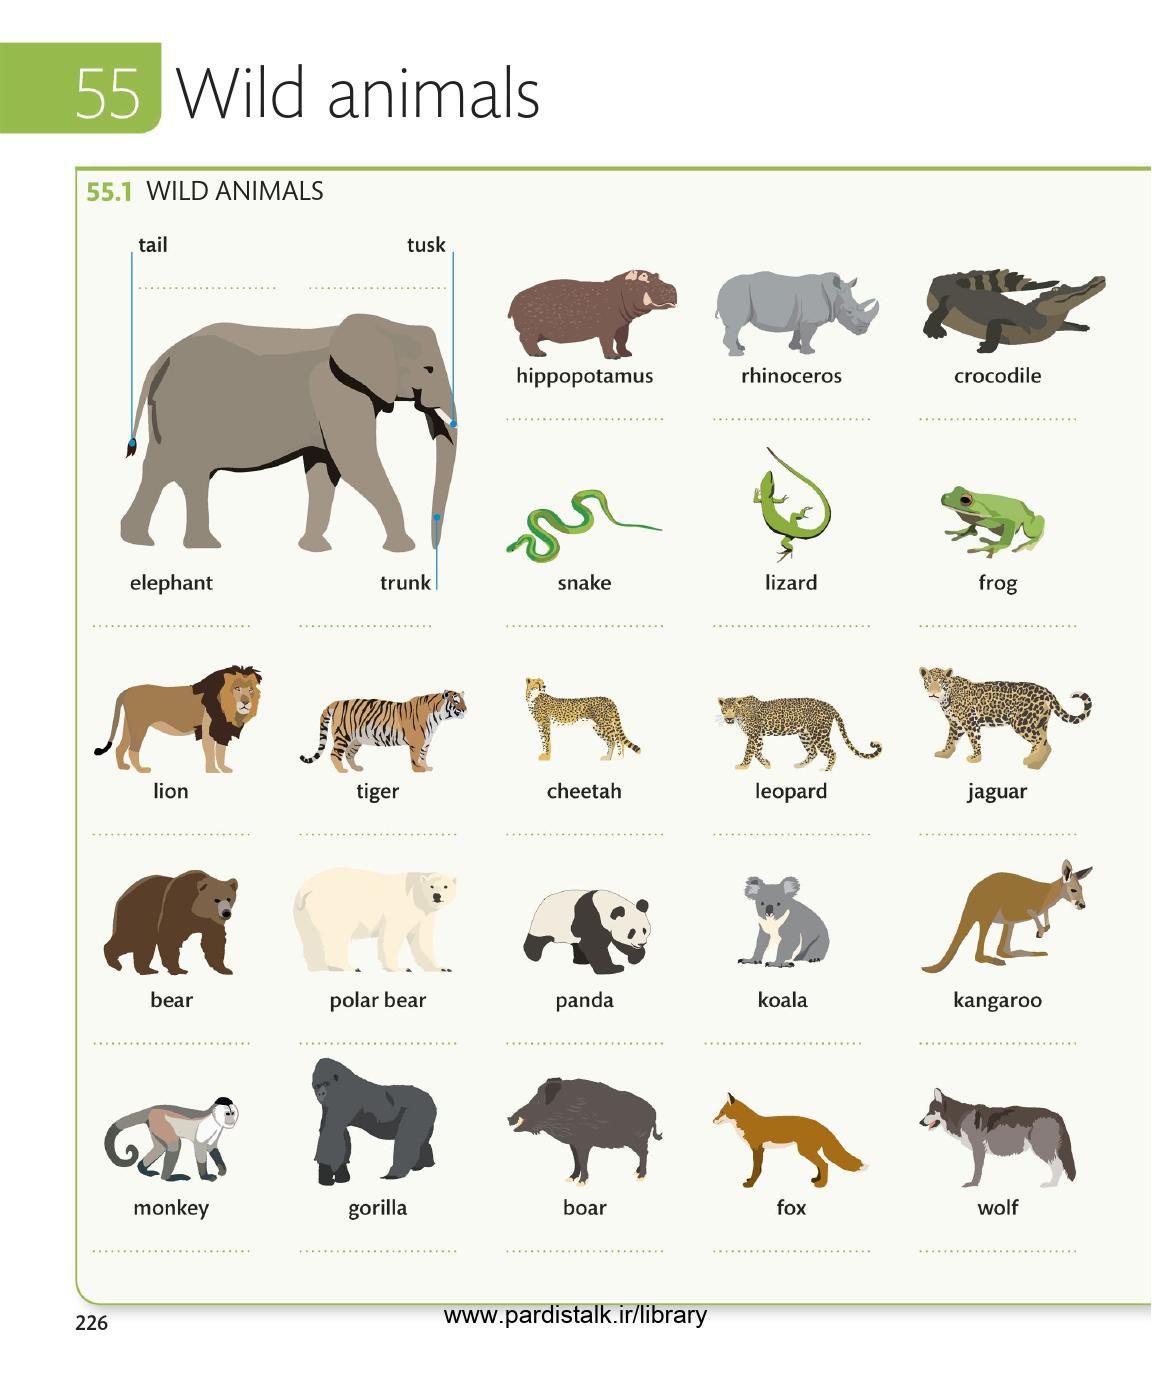 55 Wild animals
55.1 WILD ANIMALS
tail tusk
hippopotamus rhinoceros crocodile
elephant trunk snake lizard frog
lion tiger cheetah leopard jaguar
bear polar bear panda koala kangaroo
monkey gorilla boar fox wolf
226 www.pardistalk.ir/library